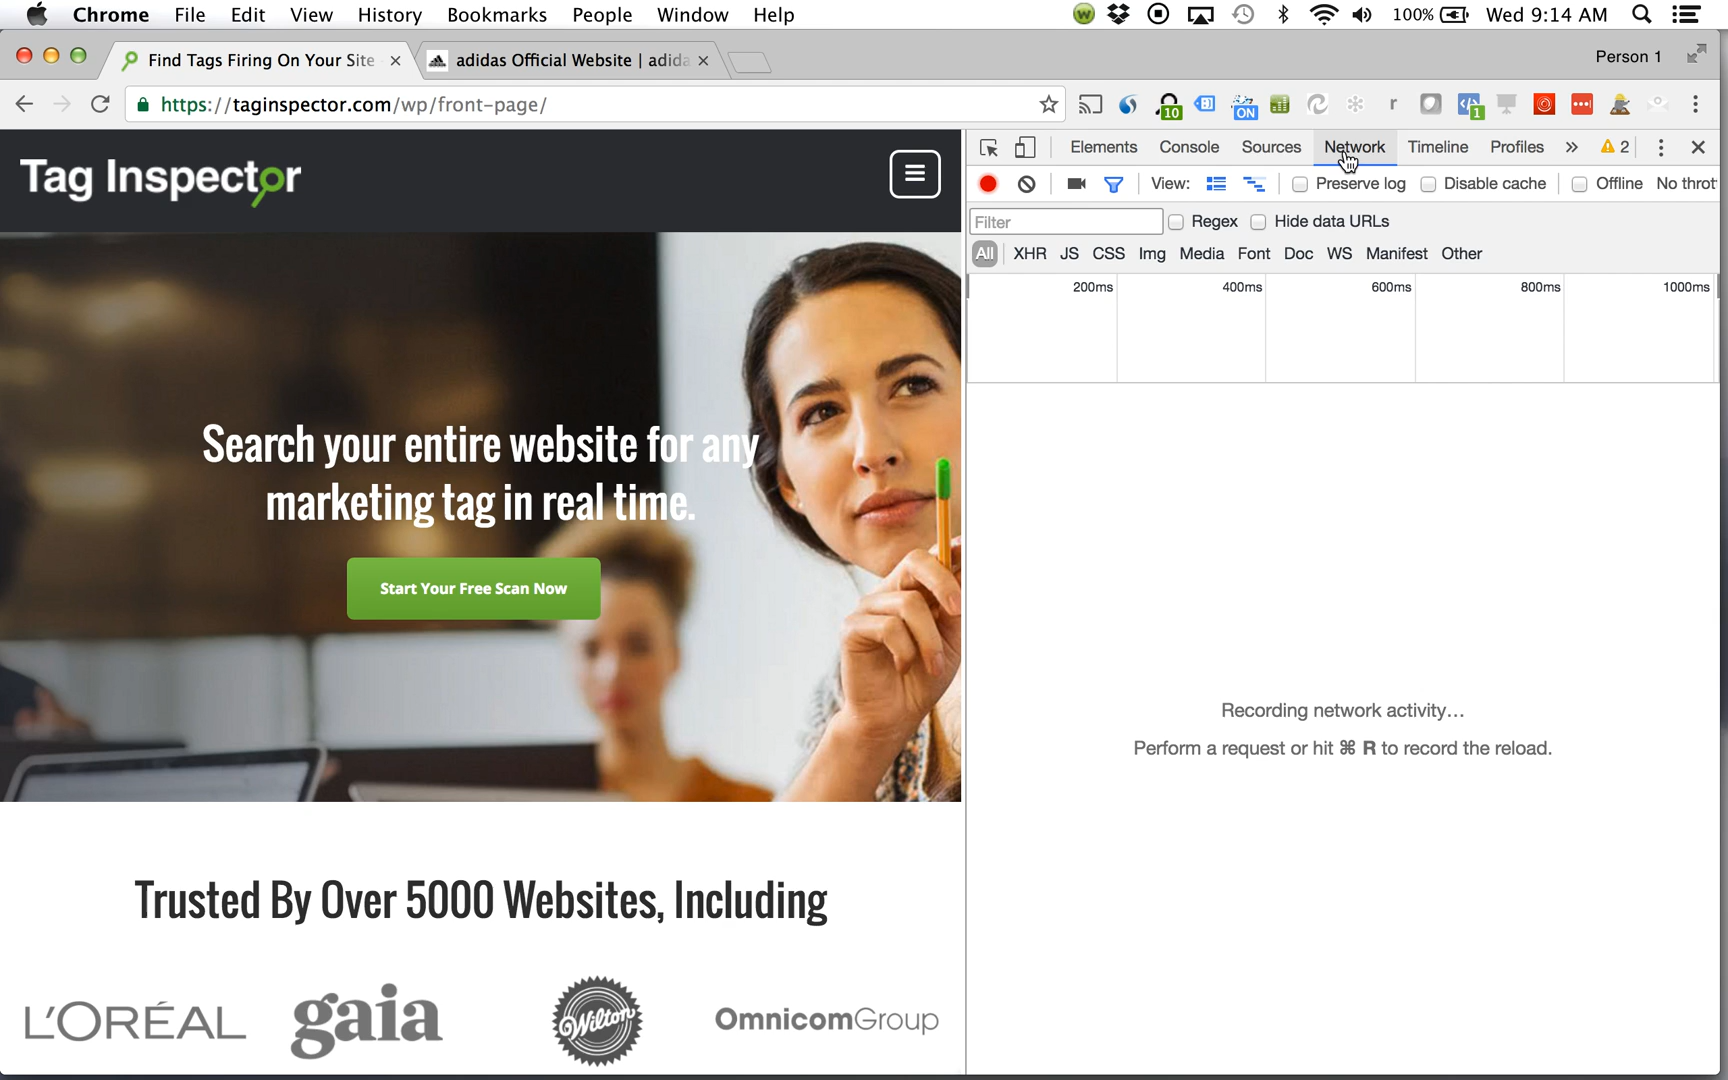 Chrome File Edit View History Bookmarks People Window Help 100% Wed 9:14 AM
Find Tags Firing On Your Site adidas Official Website | adida Person 1
https://taginspector.com/wp/front-page/
10 ON r 1
Tag Inspector
Elements Console Sources Network Timeline Profiles » 2
View: Preserve log Disable cache Offline No thrott
Filter Regex Hide data URLs
All XHR JS CSS Img Media Font Doc WS Manifest Other
200ms 400ms 600ms 800ms 1000ms
Search your entire website for any
marketing tag in real time.
Start Your Free Scan Now
Recording network activity…
Perform a request or hit ⌘ R to record the reload.
Trusted By Over 5000 Websites, Including
L'ORÉAL gaia Wilton OmnicomGroup